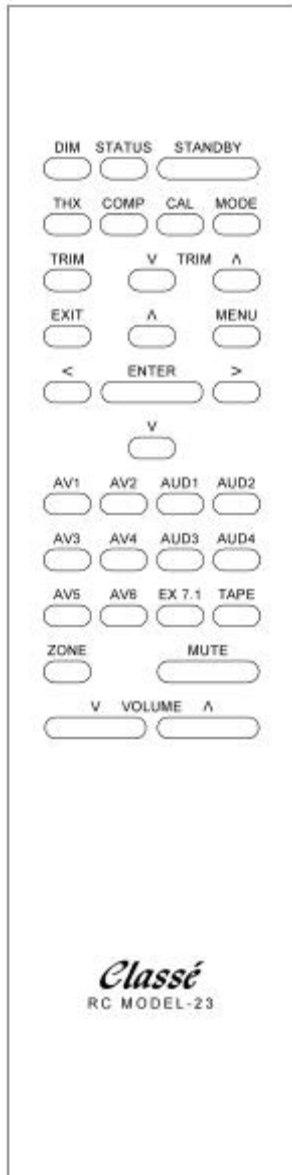 DIM STATUS STANDBY
THX COMP CAL MODE
TRIM V TRIM Λ
EXIT Λ MENU
< ENTER >
V
AV1 AV2 AUD1 AUD2
AV3 AV4 AUD3 AUD4
AV5 AV6 EX 7.1 TAPE
ZONE MUTE
V VOLUME Λ
Classé
RC MODEL-23